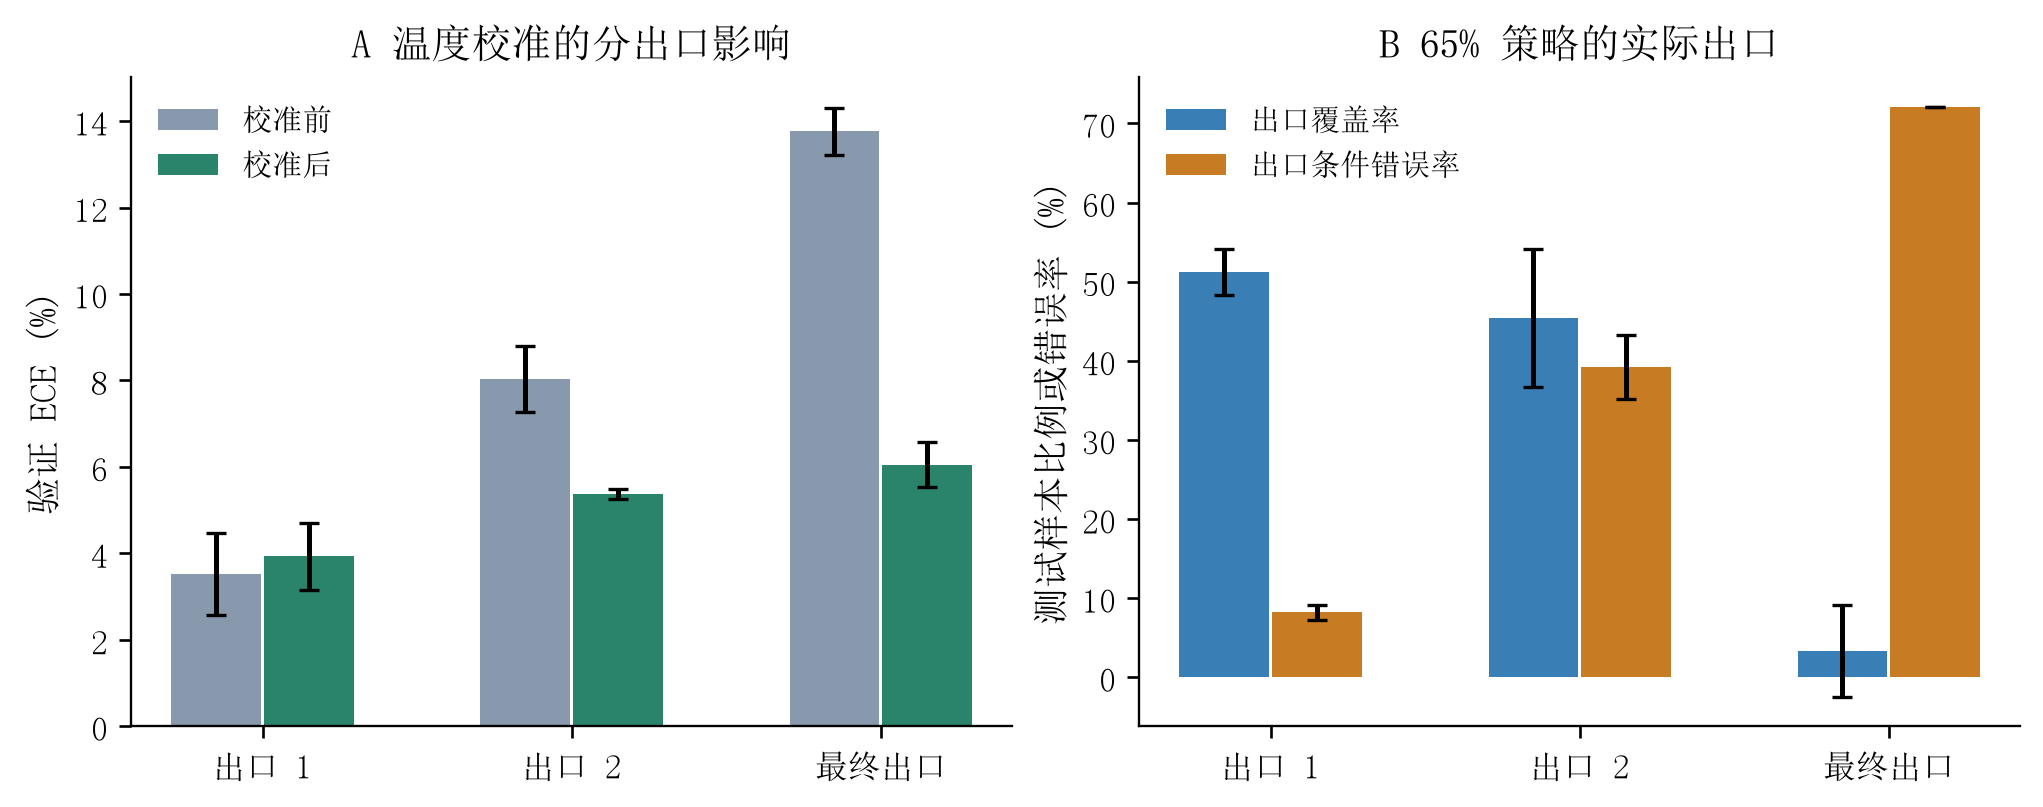 A 温度校准的分出口影响
校准前
校准后
验证 ECE (%)
14
12
10
8
6
4
2
0
出口 1
出口 2
最终出口
B 65% 策略的实际出口
出口覆盖率
出口条件错误率
测试样本比例或错误率 (%)
70
60
50
40
30
20
10
0
出口 1
出口 2
最终出口